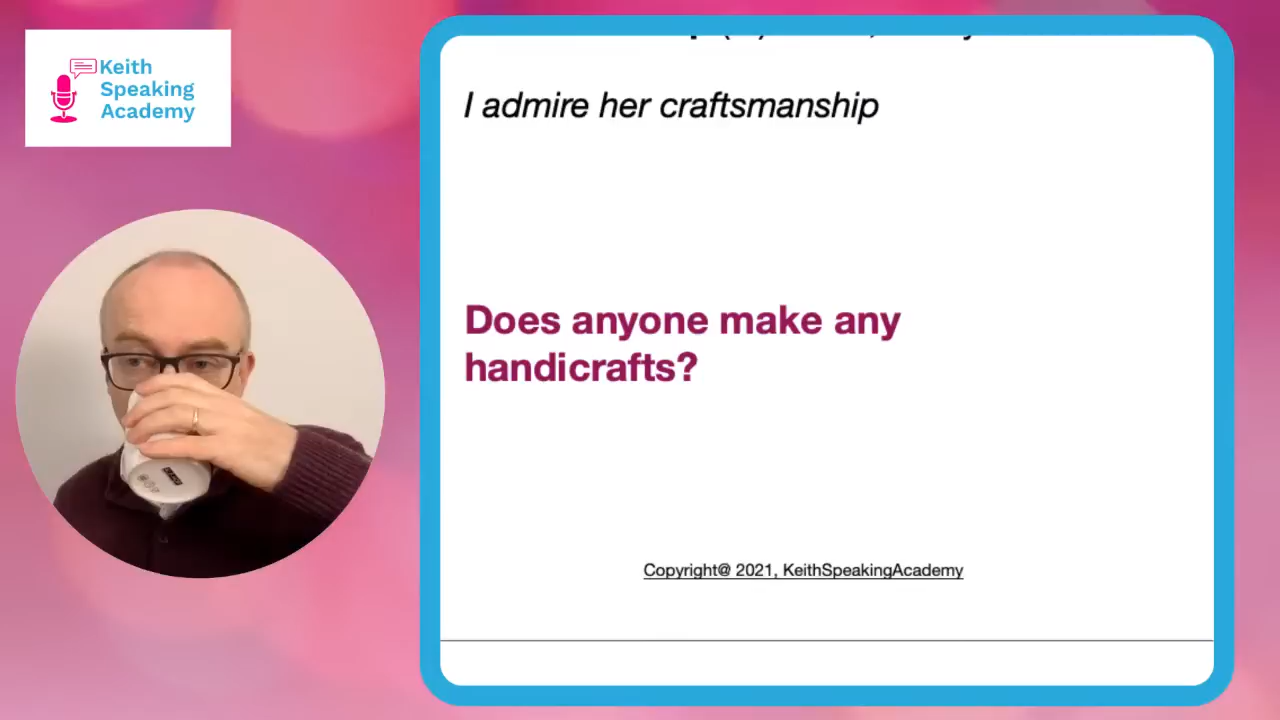 Keith
Speaking
Academy
I admire her craftsmanship
Does anyone make any
handicrafts?
Copyright@ 2021, KeithSpeakingAcademy